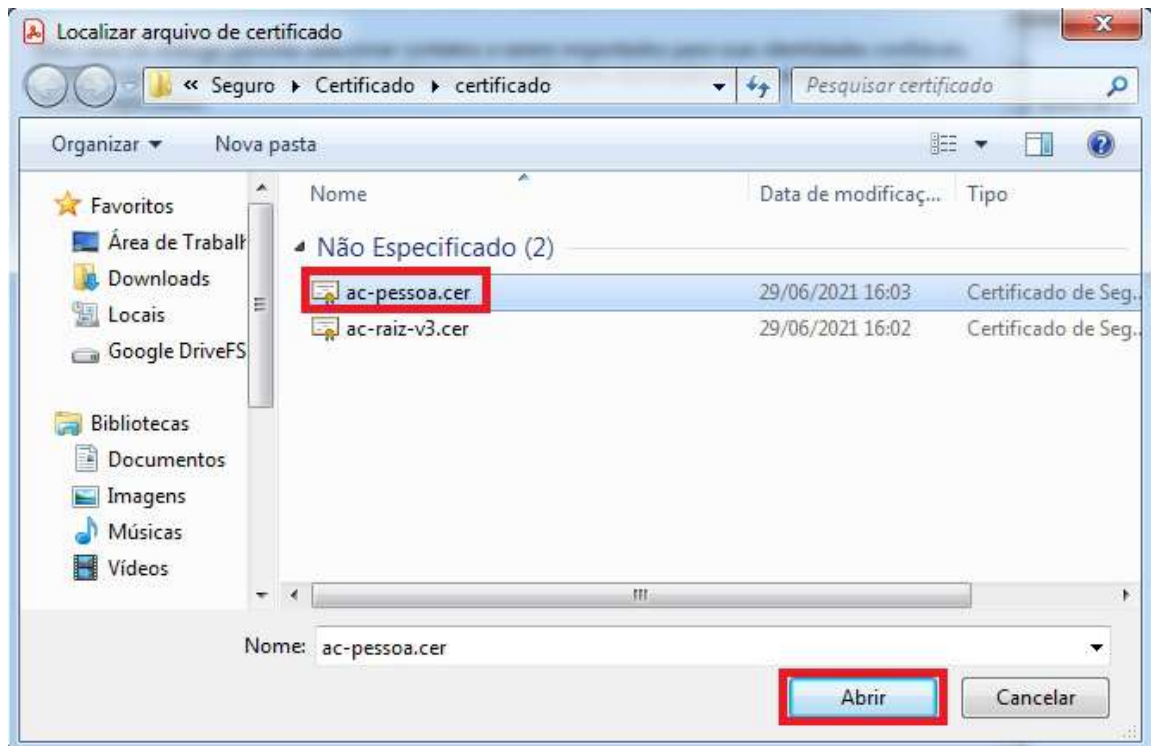 Localizar arquivo de certificado
« Seguro ▸ Certificado ▸ certificado
Pesquisar certificado
Organizar ▾ Nova pasta
Nome Data de modificaç... Tipo
Favoritos
Área de Trabalh
Downloads
Locais
Google DriveFS
Bibliotecas
Documentos
Imagens
Músicas
Vídeos
Não Especificado (2)
ac-pessoa.cer 29/06/2021 16:03 Certificado de Seg..
ac-raiz-v3.cer 29/06/2021 16:02 Certificado de Seg..
Nome: ac-pessoa.cer
Abrir Cancelar